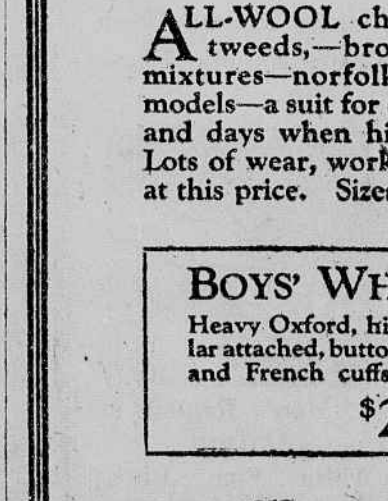 ALL-WOOL ch
tweeds,—bro
mixtures—norfol
models—a suit for
and days when hi
Lots of wear, work
at this price. Size
BOYS' WH
Heavy Oxford, hi
lar attached, butto
and French cuffs
$